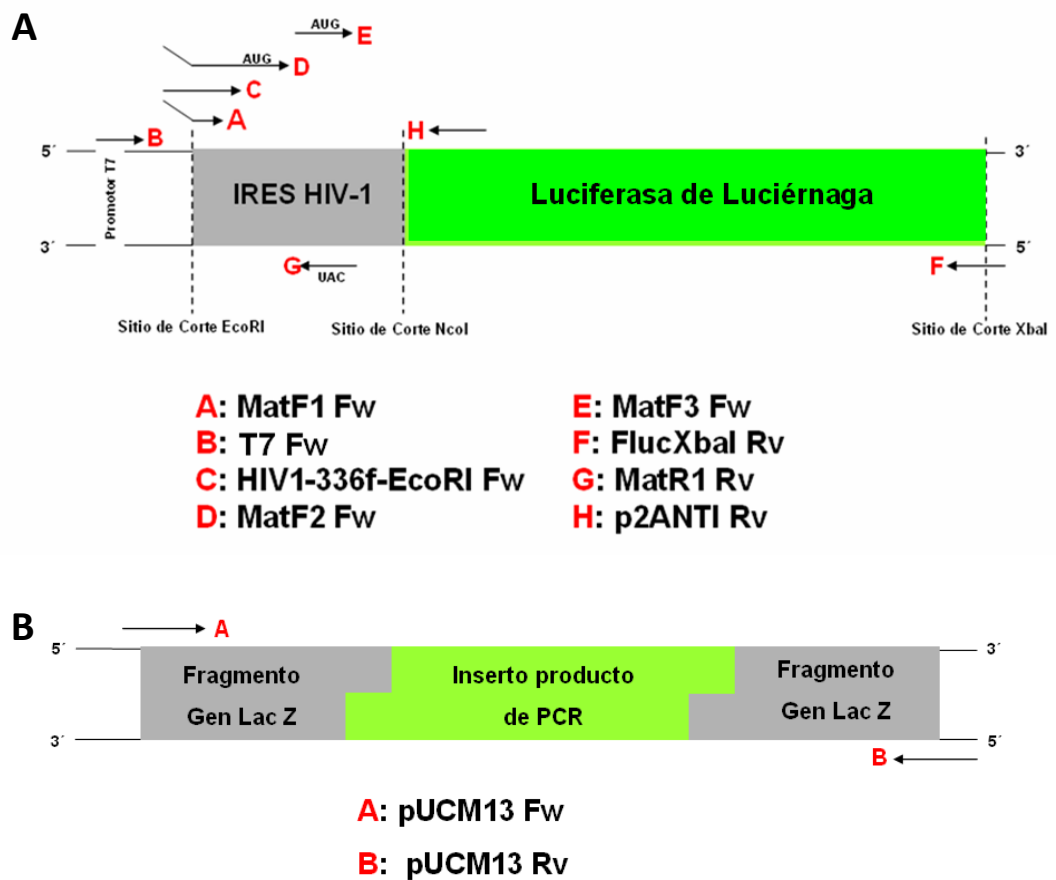 A
AUG
E
AUG
D
C
A
B
H
5´
3´
Promotor T7
IRES HIV-1
Luciferasa de Luciérnaga
3´
5´
G
UAC
F
Sitio de Corte EcoRI
Sitio de Corte NcoI
Sitio de Corte XbaI
A: MatF1 Fw
E: MatF3 Fw
B: T7 Fw
F: FlucXbaI Rv
C: HIV1-336f-EcoRI Fw
G: MatR1 Rv
D: MatF2 Fw
H: p2ANTI Rv
B
A
5´
3´
Fragmento
Gen Lac Z
Inserto producto
de PCR
Fragmento
Gen Lac Z
3´
5´
B
A: pUCM13 Fw
B: pUCM13 Rv